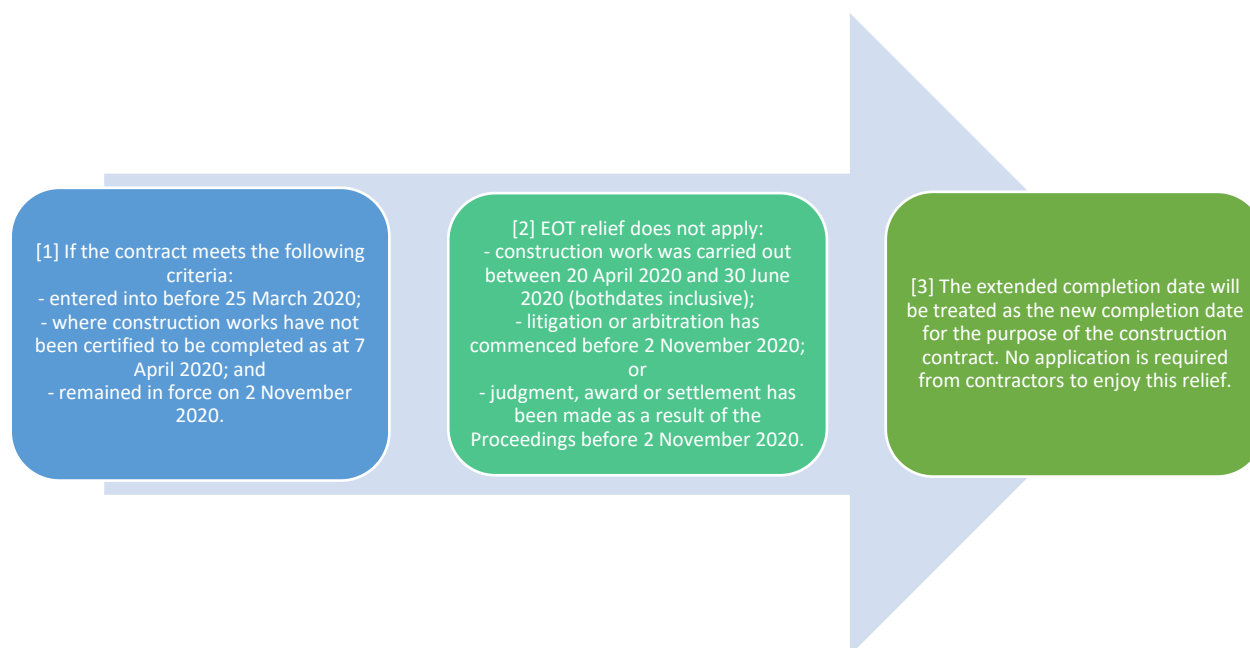 [1] If the contract meets the following
criteria:
- entered into before 25 March 2020;
- where construction works have not
been certified to be completed as at 7
April 2020; and
- remained in force on 2 November
2020.
[2] EOT relief does not apply:
- construction work was carried out
between 20 April 2020 and 30 June
2020 (bothdates inclusive);
- litigation or arbitration has
commenced before 2 November 2020;
or
- judgment, award or settlement has
been made as a result of the
Proceedings before 2 November 2020.
[3] The extended completion date will
be treated as the new completion date
for the purpose of the construction
contract. No application is required
from contractors to enjoy this relief.